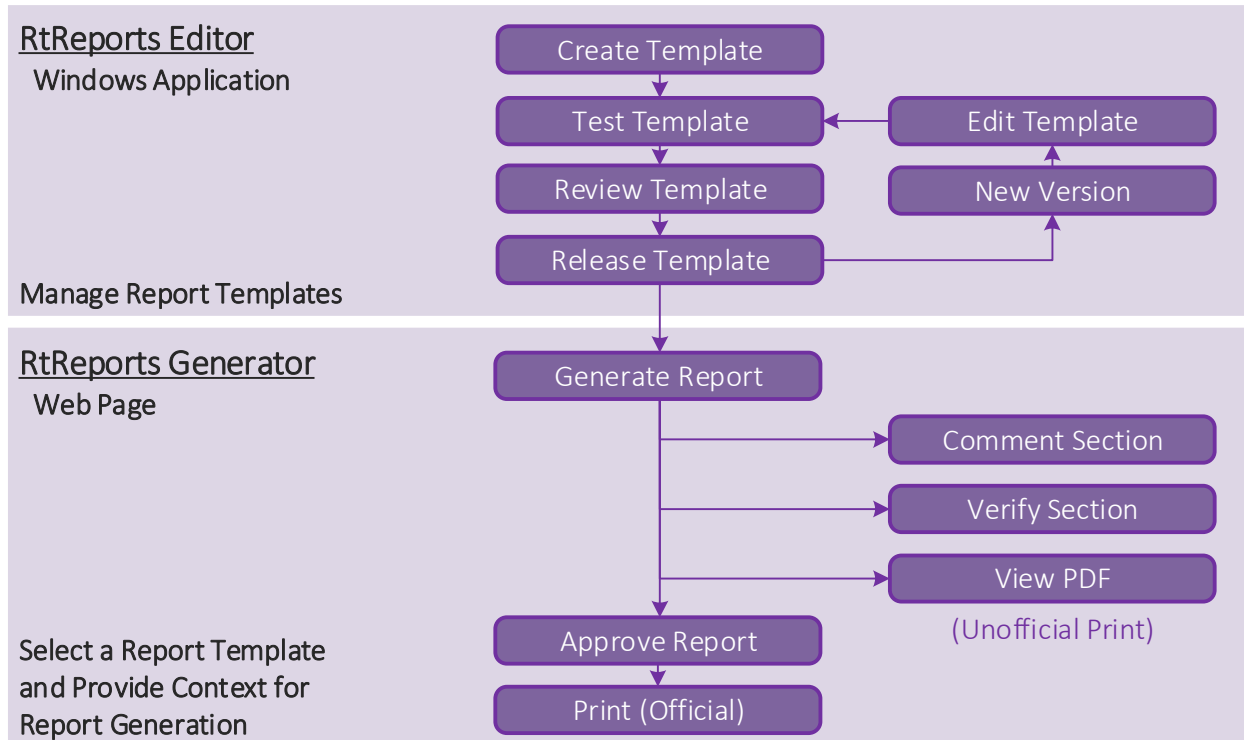 RtReports Editor
Windows Application
Create Template
Test Template
Edit Template
Review Template
New Version
Release Template
Manage Report Templates
RtReports Generator
Web Page
Generate Report
Comment Section
Verify Section
View PDF
(Unofficial Print)
Approve Report
Select a Report Template
and Provide Context for
Report Generation
Print (Official)